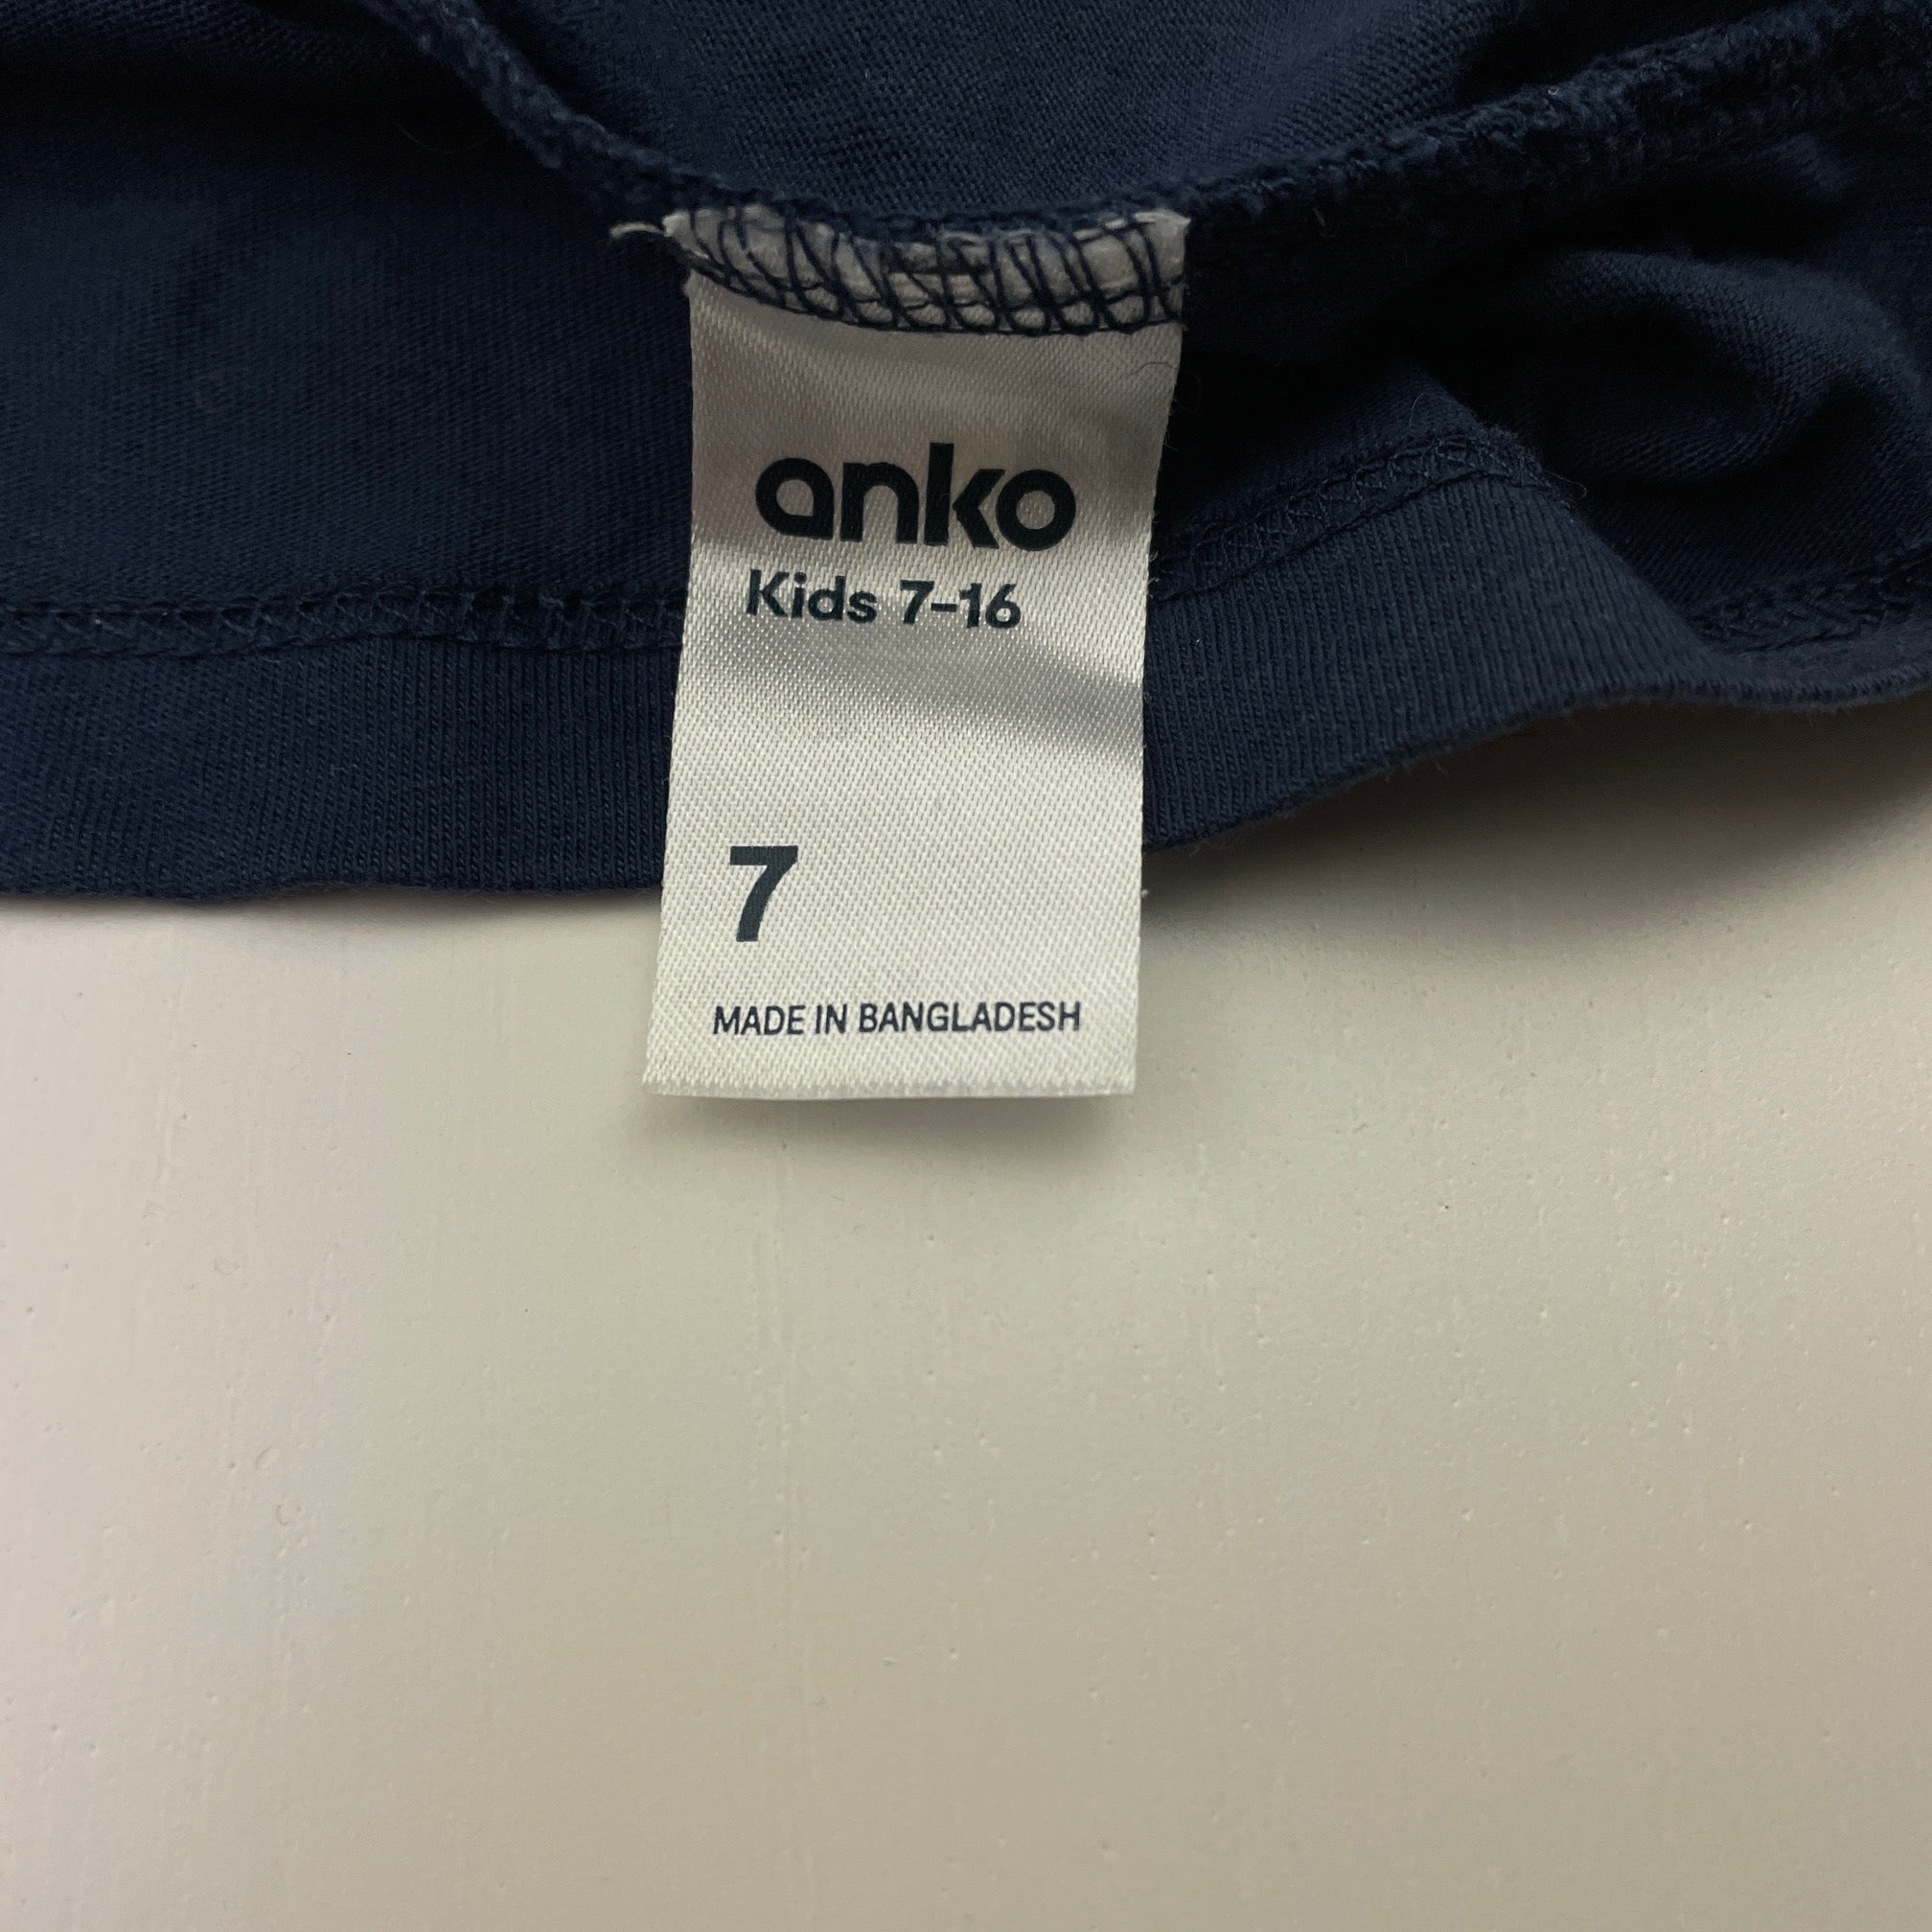 anko
Kids 7-16
7
MADE IN BANGLADESH